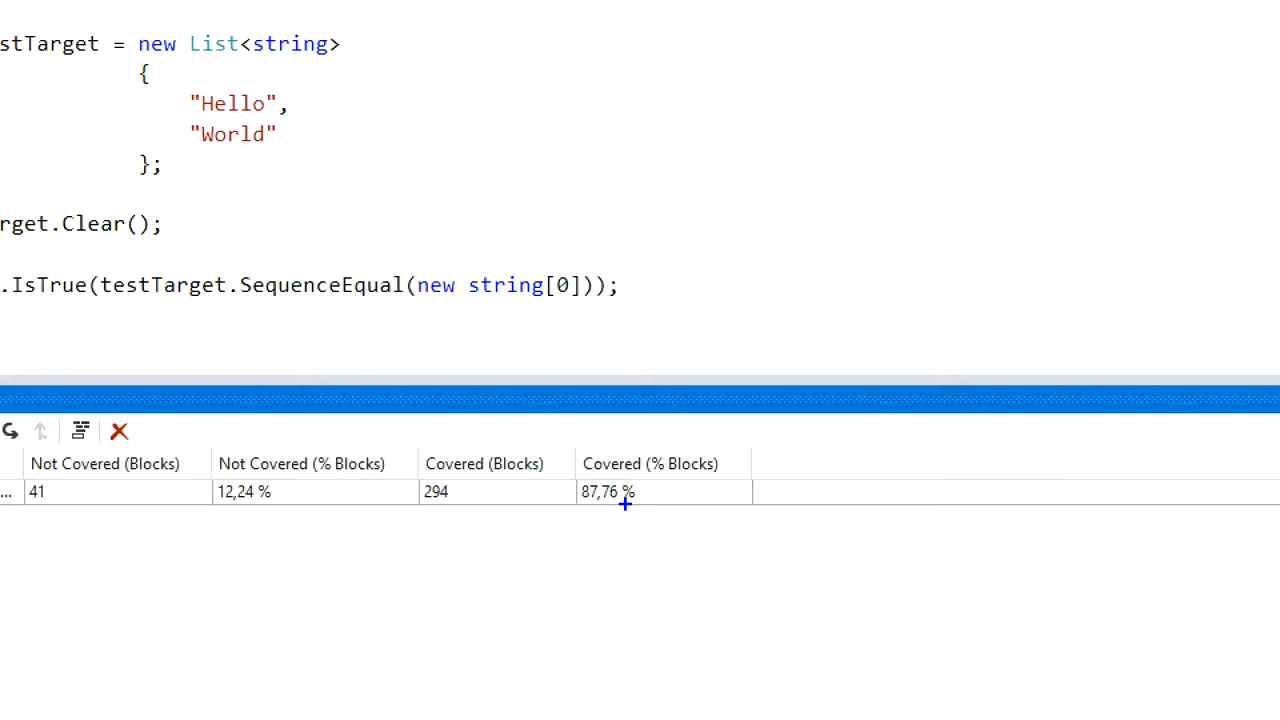 stTarget = new List<string>
{
"Hello",
"World"
};
rget.Clear();
.IsTrue(testTarget.SequenceEqual(new string[0]));
Not Covered (Blocks) Not Covered (% Blocks) Covered (Blocks) Covered (% Blocks)
... 41 12,24 % 294 87,76 %